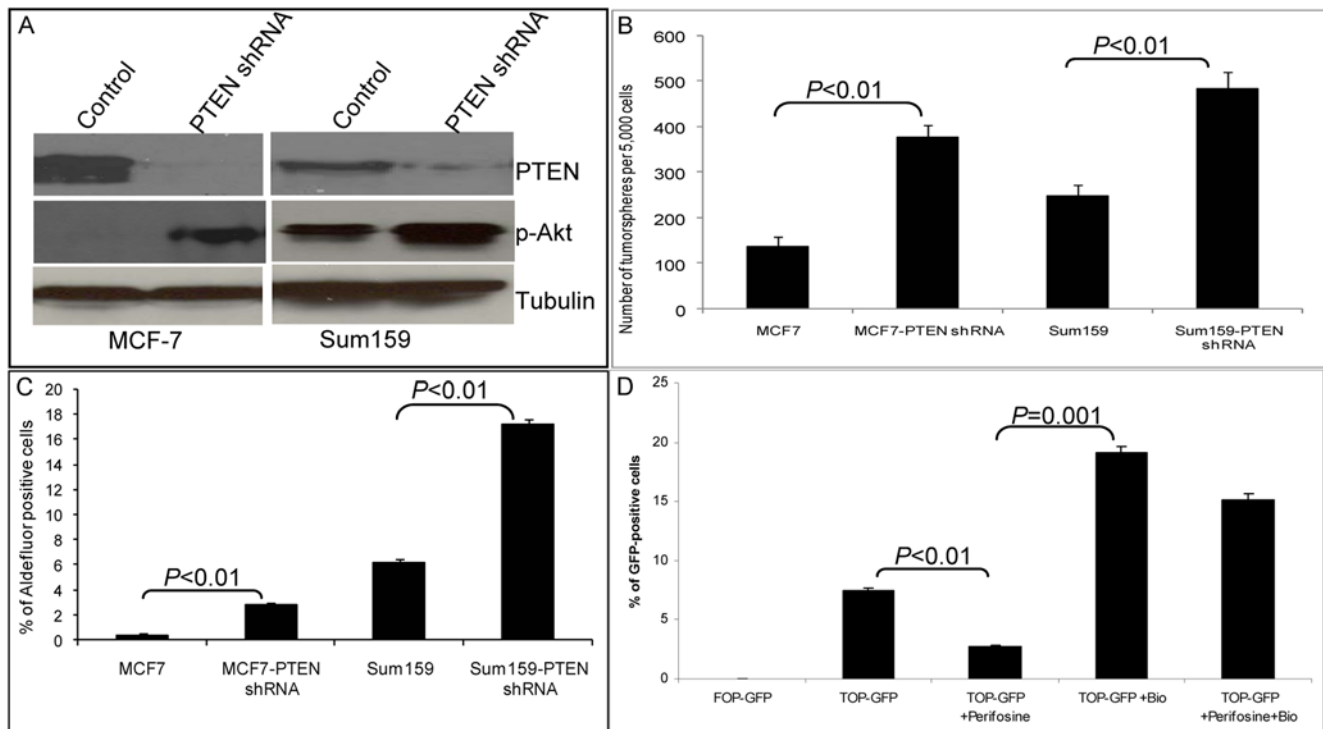 A
Control
PTEN shRNA
Control
PTEN shRNA
PTEN
p-Akt
Tubulin
MCF-7
Sum159
B
Number of tumorspheres per 5,000 cells
600
500
400
300
200
100
0
P<0.01
P<0.01
MCF7
MCF7-PTEN shRNA
Sum159
Sum159-PTEN
shRNA
C
% of Aldefluor positive cells
20
18
16
14
12
10
8
6
4
2
0
P<0.01
P<0.01
MCF7
MCF7-PTEN
shRNA
Sum159
Sum159-PTEN
shRNA
D
% of GFP-positive cells
25
20
15
10
5
0
P<0.01
P=0.001
FOP-GFP
TOP-GFP
TOP-GFP
+Perifosine
TOP-GFP +Bio
TOP-GFP
+Perifosine+Bio